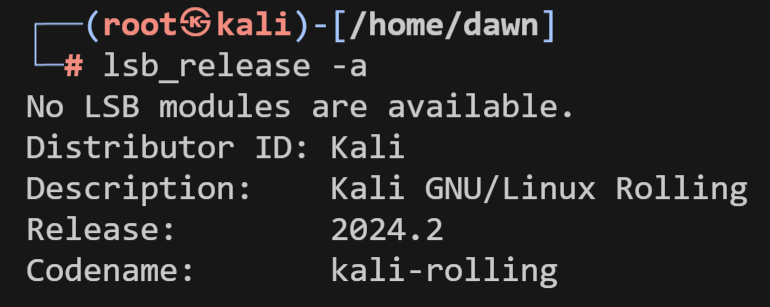 ┌──(root㉿kali)-[/home/dawn]
└─# lsb_release -a
No LSB modules are available.
Distributor ID: Kali
Description:    Kali GNU/Linux Rolling
Release:        2024.2
Codename:       kali-rolling